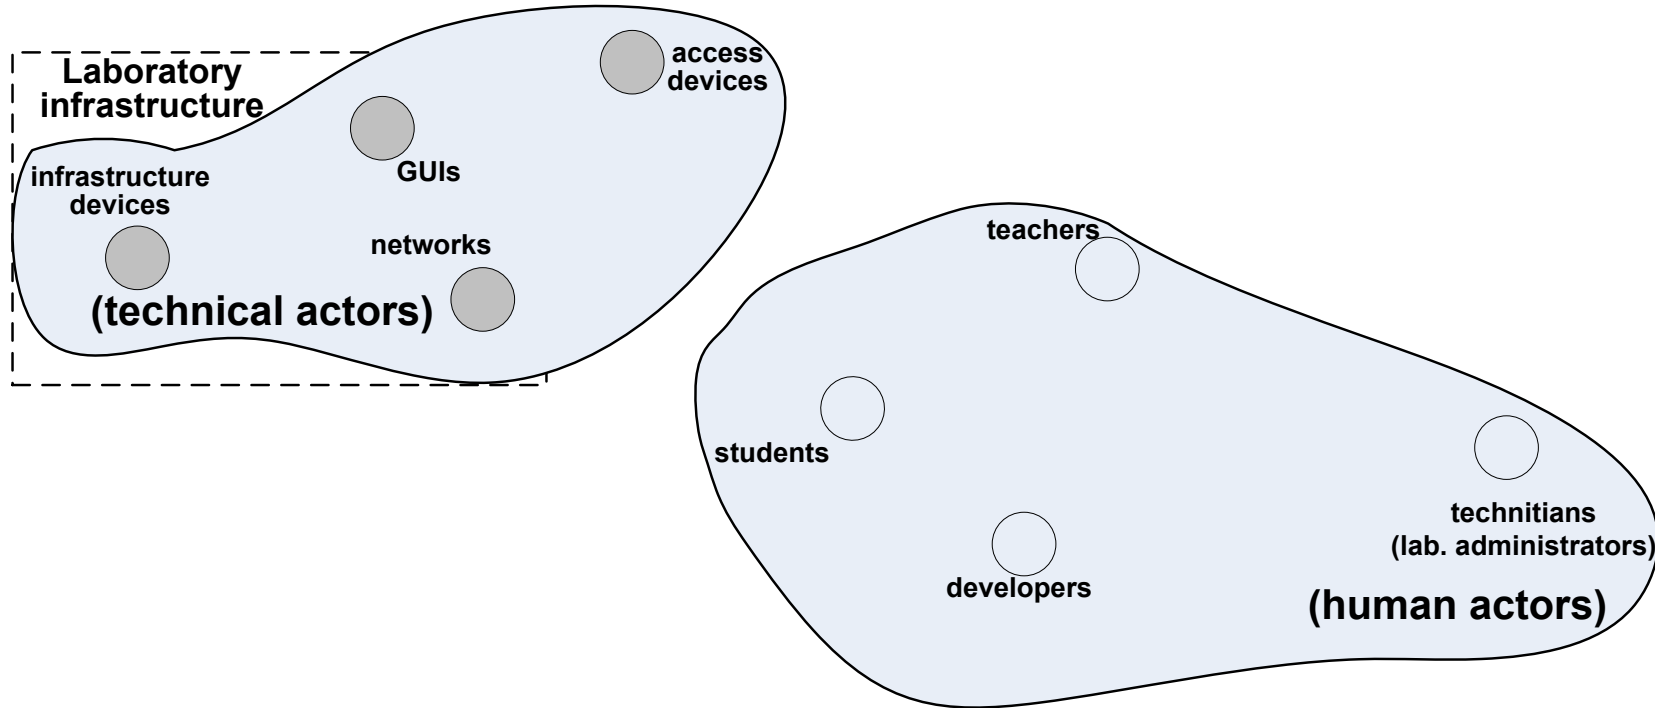 Laboratory
infrastructure
access
devices
GUIs
infrastructure
devices
networks
(technical actors)
teachers
students
developers
technitians
(lab. administrators)
(human actors)